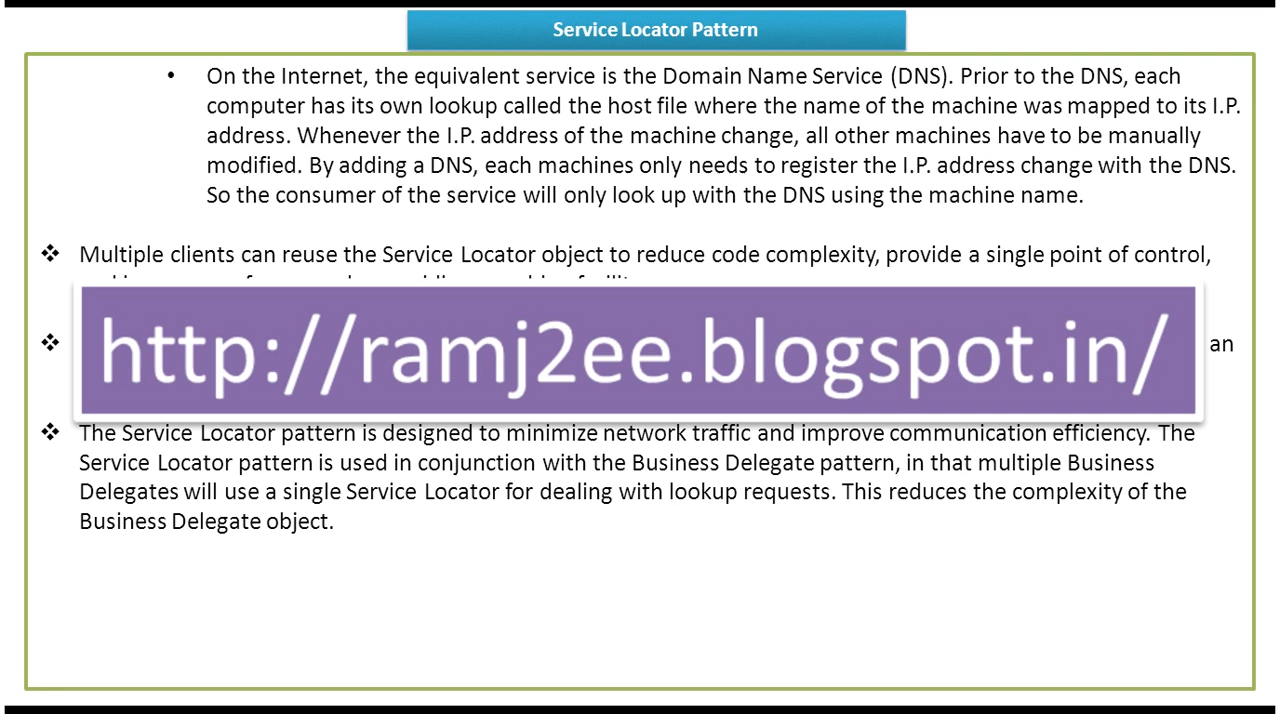 Service Locator Pattern
• On the Internet, the equivalent service is the Domain Name Service (DNS). Prior to the DNS, each
computer has its own lookup called the host file where the name of the machine was mapped to its I.P.
address. Whenever the I.P. address of the machine change, all other machines have to be manually
modified. By adding a DNS, each machines only needs to register the I.P. address change with the DNS.
So the consumer of the service will only look up with the DNS using the machine name.
❖ Multiple clients can reuse the Service Locator object to reduce code complexity, provide a single point of control,
http://ramj2ee.blogspot.in/
❖ an
❖ The Service Locator pattern is designed to minimize network traffic and improve communication efficiency. The
Service Locator pattern is used in conjunction with the Business Delegate pattern, in that multiple Business
Delegates will use a single Service Locator for dealing with lookup requests. This reduces the complexity of the
Business Delegate object.